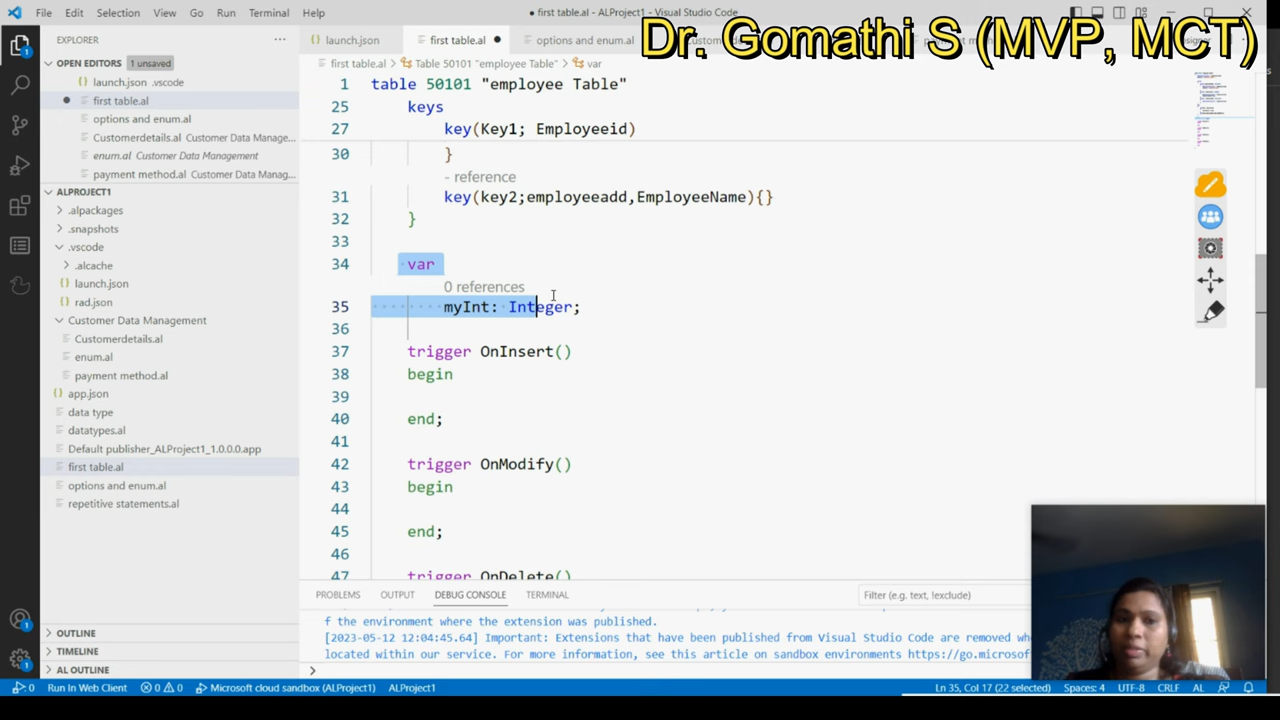 File Edit Selection View Go Run Terminal Help
● first table.al - ALProject1 - Visual Studio Code
Dr. Gomathi S (MVP, MCT)
EXPLORER
OPEN EDITORS 1 unsaved
launch.json .vscode
first table.al
options and enum.al
Customerdetails.al Customer Data Manage...
enum.al Customer Data Management
payment method.al Customer Data Manag...
ALPROJECT1
.alpackages
.snapshots
.vscode
.alcache
launch.json
rad.json
Customer Data Management
Customerdetails.al
enum.al
payment method.al
app.json
data type
datatypes.al
Default publisher_ALProject1_1.0.0.0.app
first table.al
options and enum.al
repetitive statements.al
OUTLINE
TIMELINE
AL OUTLINE
launch.json first table.al ● options and enum.al
first table.al > Table 50101 "employee Table" > var
1 table 50101 "employee Table"
25 keys
27 key(Key1; Employeeid)
30 }
- reference
31 key(key2;employeeadd,EmployeeName){}
32 }
33
34 var
0 references
35 myInt: Integer;
36
37 trigger OnInsert()
38 begin
39
40 end;
41
42 trigger OnModify()
43 begin
44
45 end;
46
47 trigger OnDelete()
PROBLEMS OUTPUT DEBUG CONSOLE TERMINAL Filter (e.g. text, !exclude)
f the environment where the extension was published.
[2023-05-12 12:04:45.64] Important: Extensions that have been published from Visual Studio Code are removed
located within our service. For more information, see this article on sandbox environments https://go.microso
0 Run In Web Client 0 0 Microsoft cloud sandbox (ALProject1) ALProject1 Ln 35, Col 17 (22 selected) Spaces: 4 UTF-8 CRLF AL